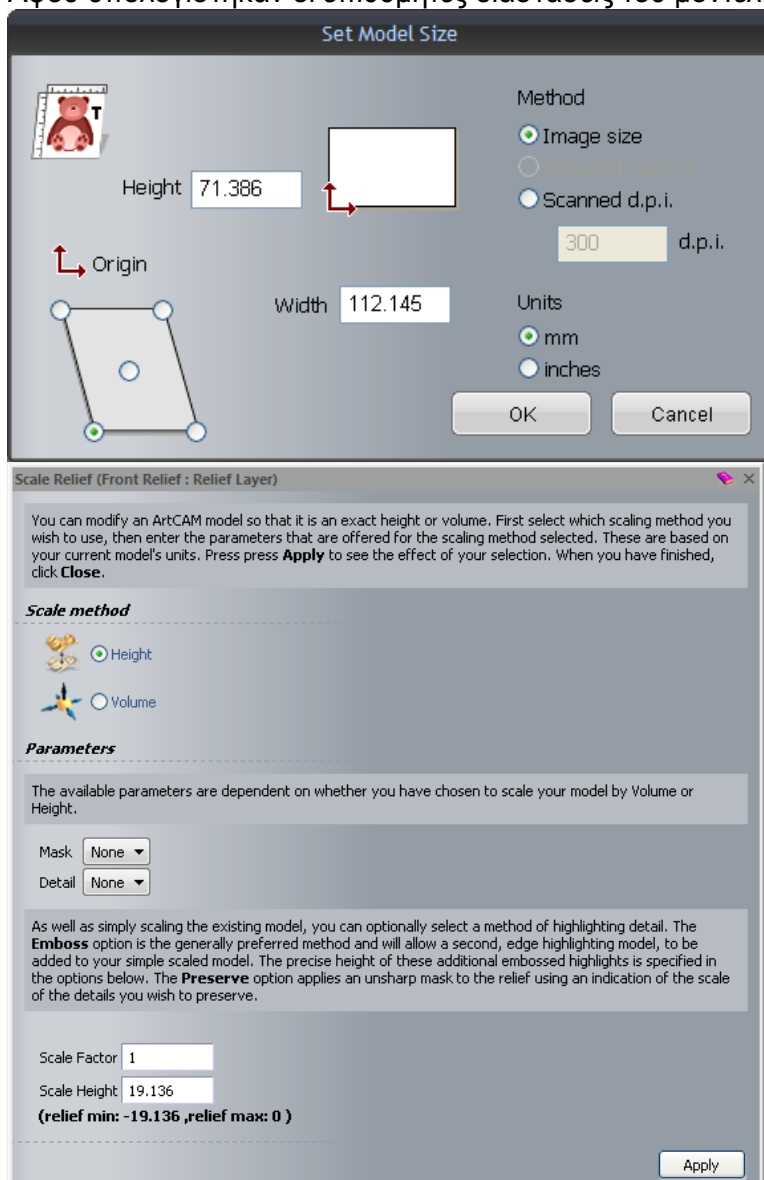 Set Model Size
T
Method
Image size
Height 71.386
Scanned d.p.i.
300 d.p.i.
Origin
Width 112.145
Units
mm
inches
OK Cancel
Scale Relief (Front Relief : Relief Layer)
You can modify an ArtCAM model so that it is an exact height or volume. First select which scaling method you
wish to use, then enter the parameters that are offered for the scaling method selected. These are based on
your current model's units. Press press Apply to see the effect of your selection. When you have finished,
click Close.
Scale method
Height
Volume
Parameters
The available parameters are dependent on whether you have chosen to scale your model by Volume or
Height.
Mask None
Detail None
As well as simply scaling the existing model, you can optionally select a method of highlighting detail. The
Emboss option is the generally preferred method and will allow a second, edge highlighting model, to be
added to your simple scaled model. The precise height of these additional embossed highlights is specified in
the options below. The Preserve option applies an unsharp mask to the relief using an indication of the scale
of the details you wish to preserve.
Scale Factor 1
Scale Height 19.136
(relief min: -19.136 ,relief max: 0 )
Apply